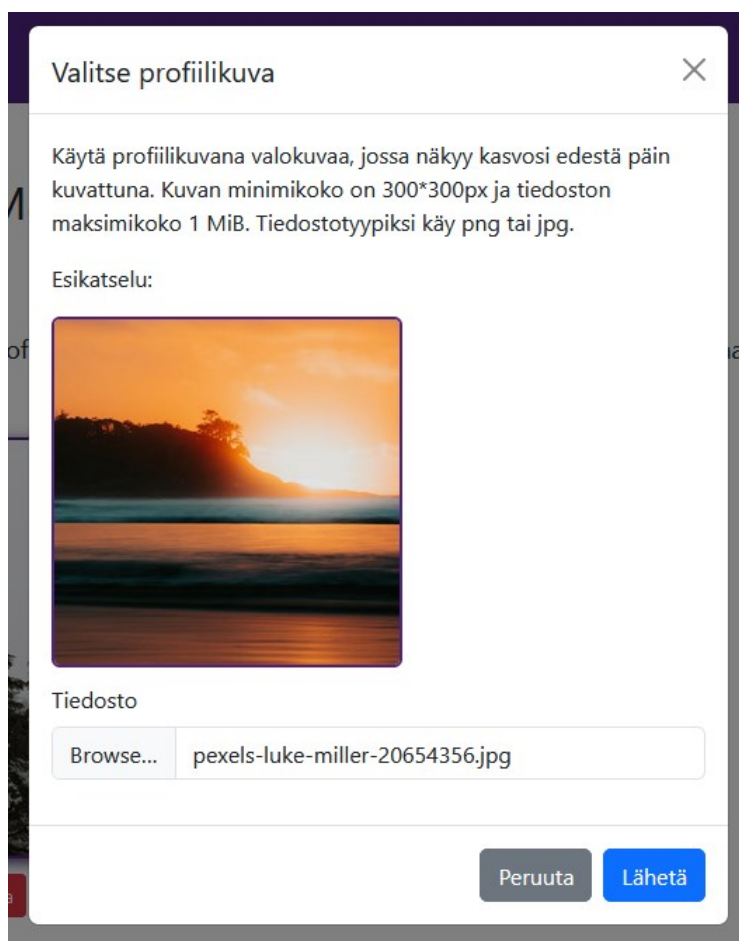 Valitse profiilikuva
Käytä profiilikuvana valokuvaa, jossa näkyy kasvosi edestä päin
kuvattuna. Kuvan minimikoko on 300*300px ja tiedoston
maksimikoko 1 MiB. Tiedostotyypiksi käy png tai jpg.
Esikatselu:
Tiedosto
Browse... pexels-luke-miller-20654356.jpg
Peruuta Lähetä